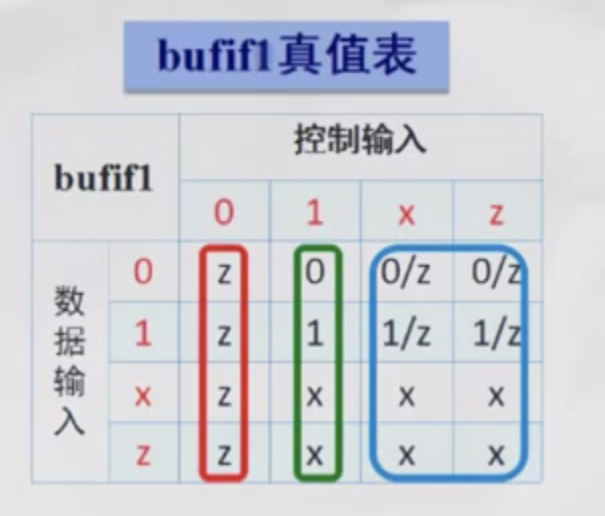 bufif1真值表
bufif1
控制输入
0 1 x z
数据输入
0 z 0 0/z 0/z
1 z 1 1/z 1/z
x z x x x
z z x x x